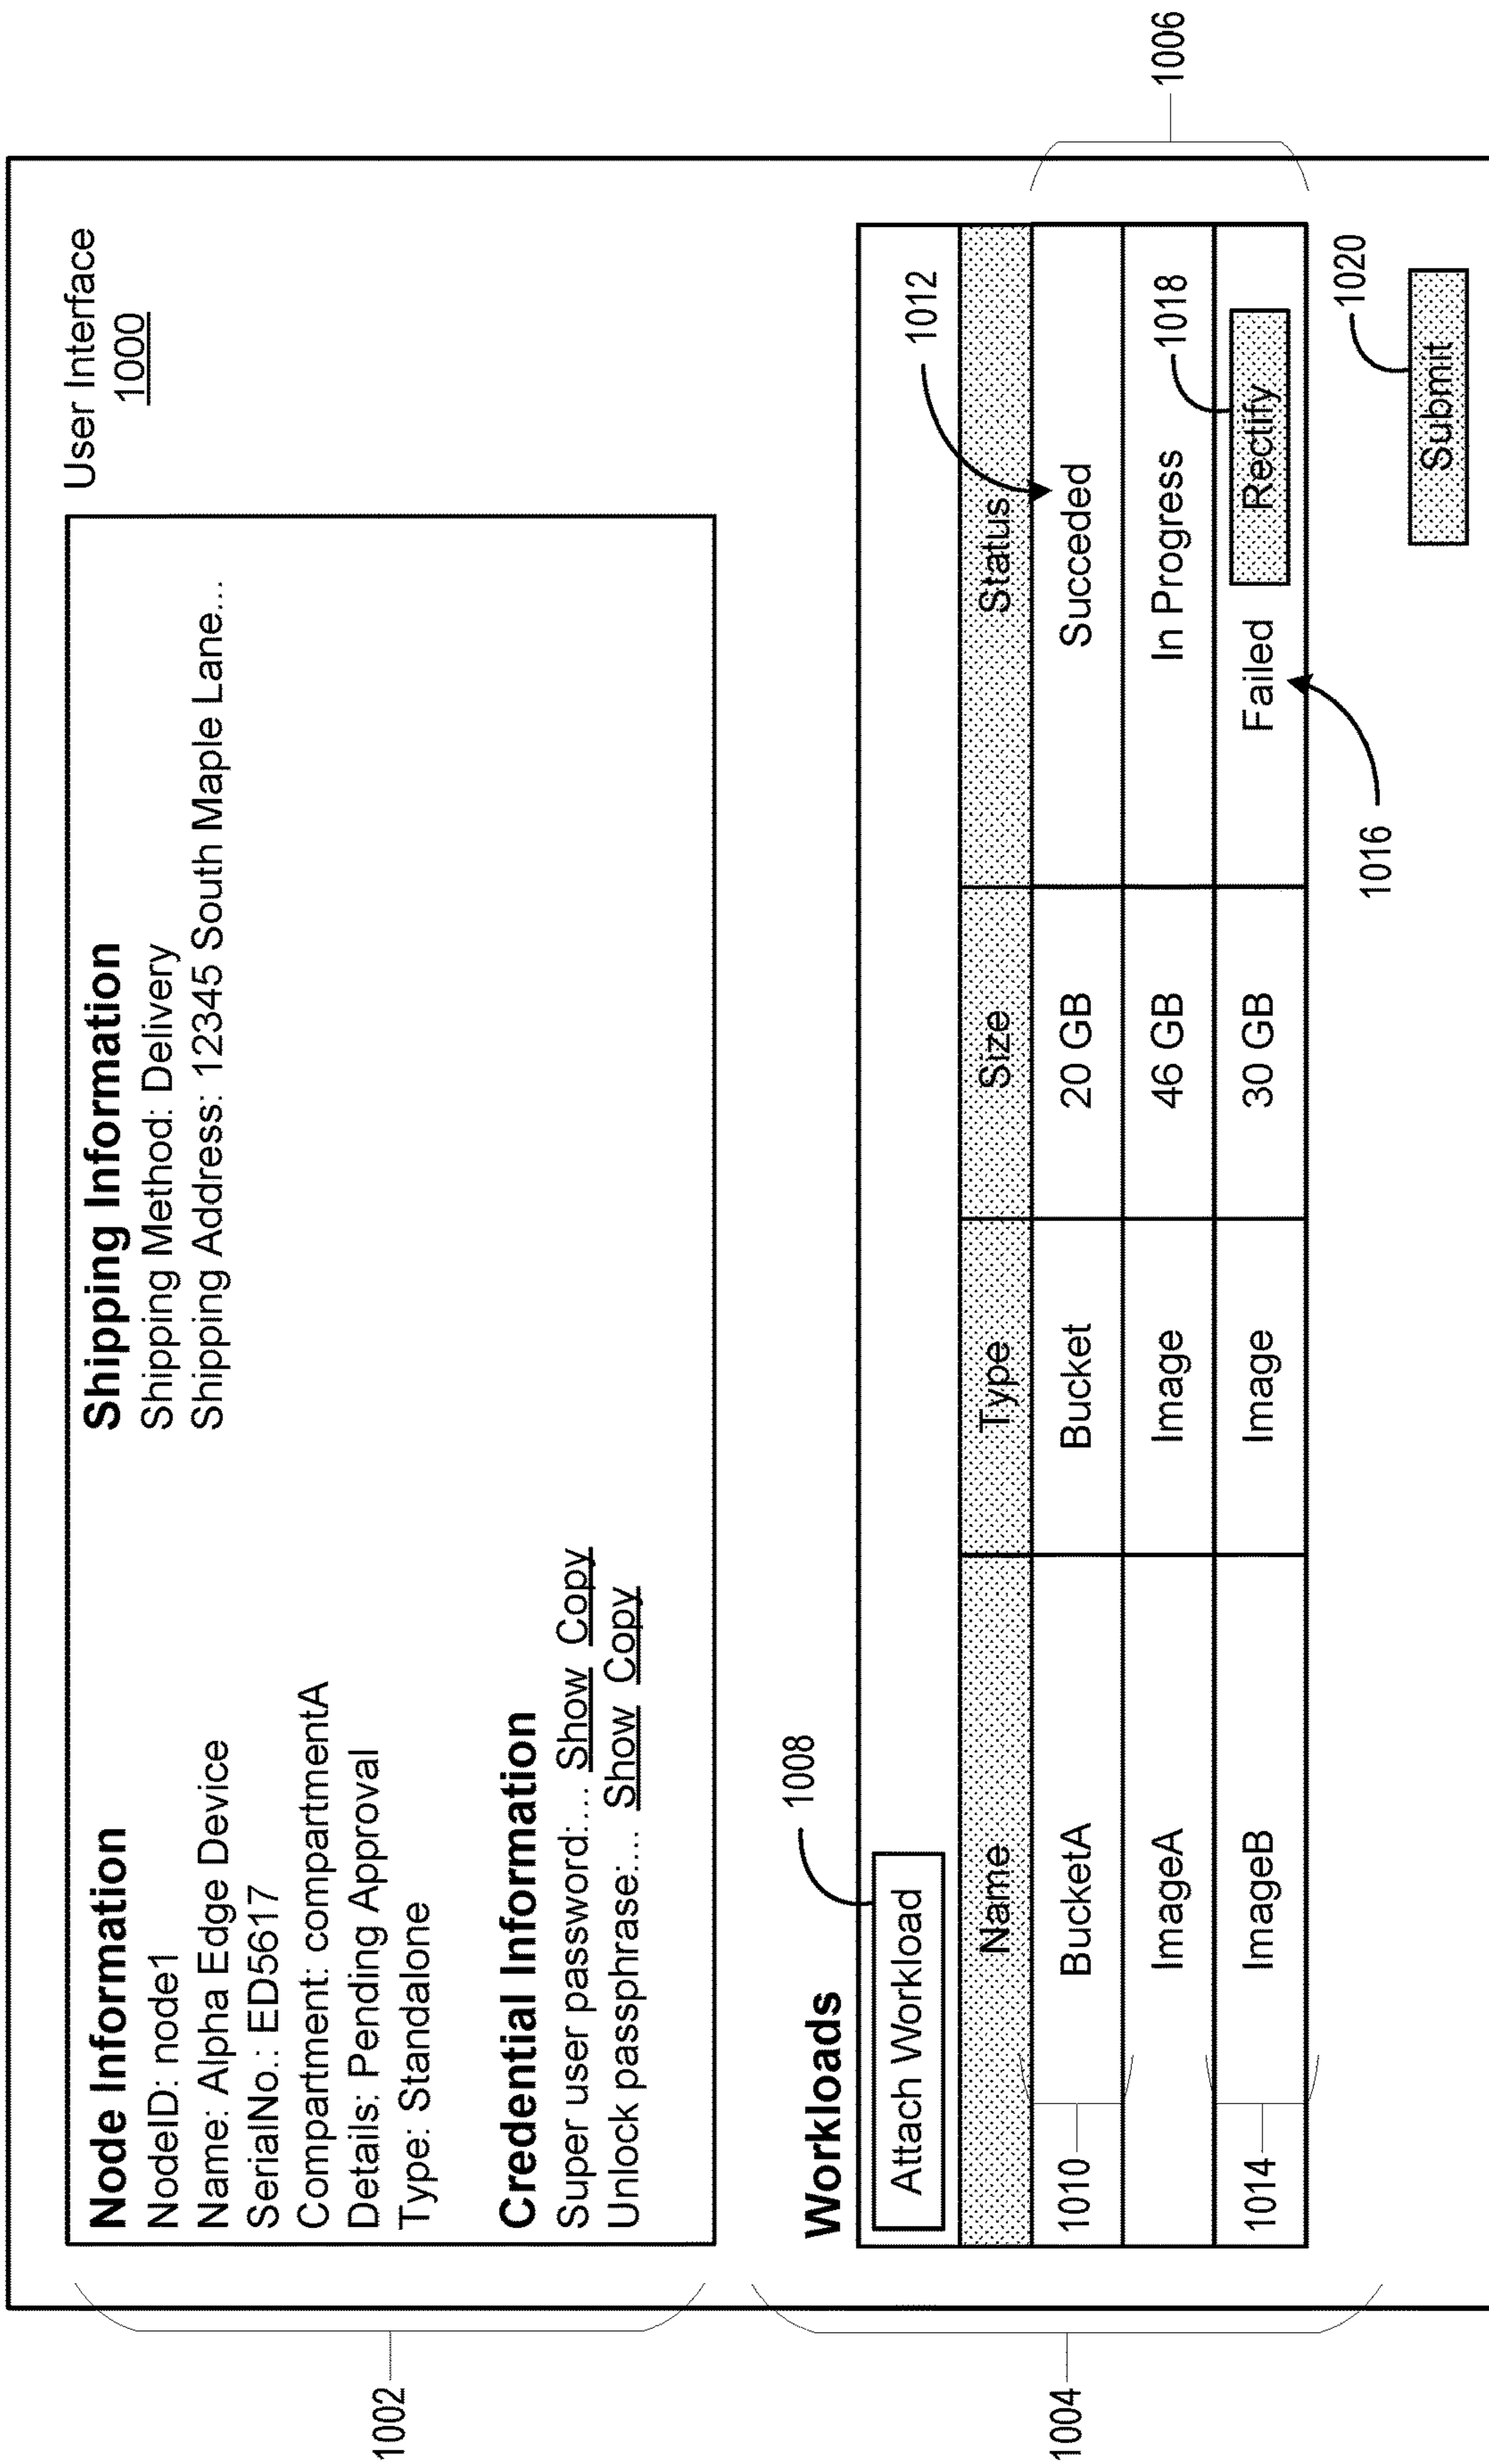 User Interface
1000
1002
Node Information
NodeID: node1
Name: Alpha Edge Device
SerialNo.: ED5617
Compartment: compartmentA
Details: Pending Approval
Type: Standalone
Shipping Information
Shipping Method: Delivery
Shipping Address: 12345 South Maple Lane...
Credential Information
Super user password:... Show Copy
Unlock passphrase:... Show Copy
1004
Workloads
1008
Attach Workload
1012
Name Type Size Status
1010 BucketA Bucket 20 GB Succeded
ImageA Image 46 GB In Progress
1018
1014 ImageB Image 30 GB Failed Rectify
1006
1016
1020
Submit